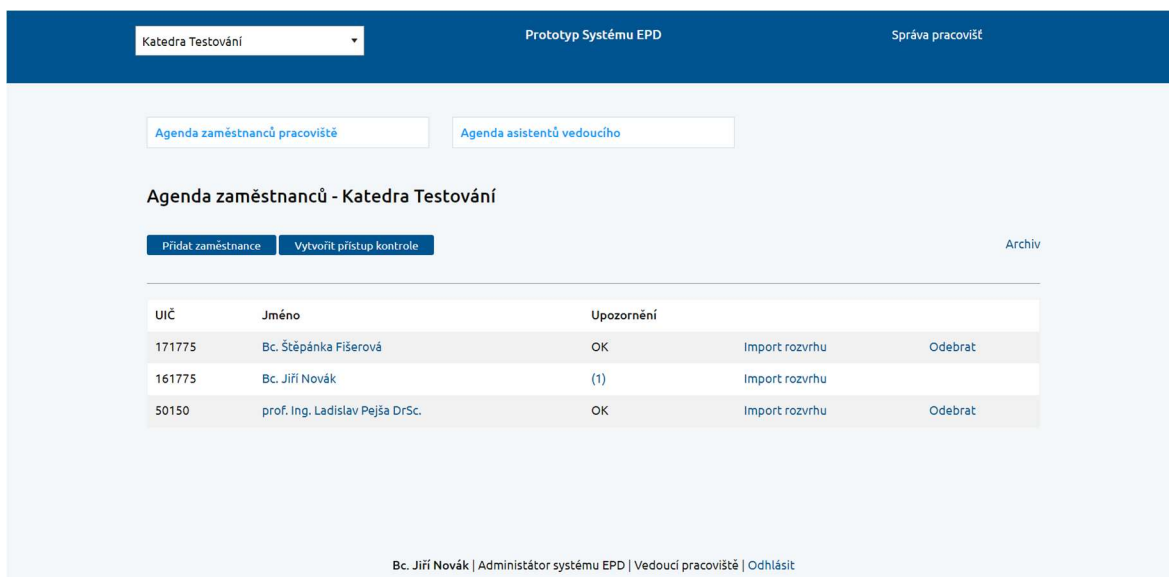 Katedra Testování Prototyp Systému EPD Správa pracovišť
Agenda zaměstnanců pracoviště Agenda asistentů vedoucího
Agenda zaměstnanců - Katedra Testování
Přidat zaměstnance Vytvořit přístup kontrole Archiv
UIČ Jméno Upozornění
171775 Bc. Štěpánka Fišerová OK Import rozvrhu Odebrat
161775 Bc. Jiří Novák (1) Import rozvrhu
50150 prof. Ing. Ladislav Pejša DrSc. OK Import rozvrhu Odebrat
Bc. Jiří Novák | Administátor systému EPD | Vedoucí pracoviště | Odhlásit